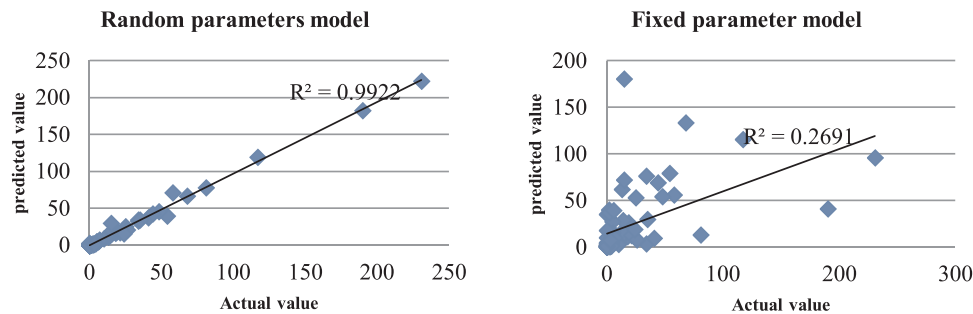 Random parameters model
250
200
150
100
50
0
predicted value
R² = 0.9922
0 50 100 150 200 250
Actual value
Fixed parameter model
200
150
100
50
0
predicted value
R² = 0.2691
0 100 200 300
Actual value